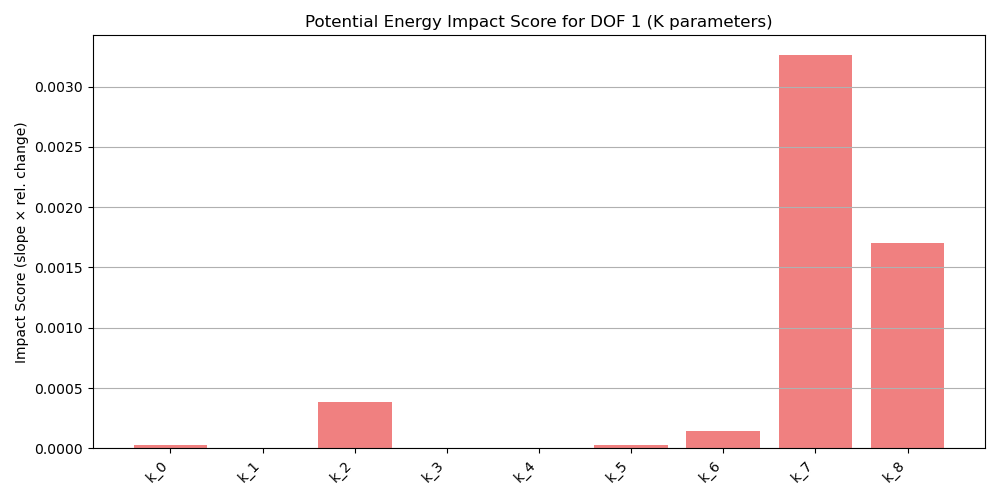 Potential Energy Impact Score for DOF 1 (K parameters)
Impact Score (slope × rel. change)
0.0030
0.0025
0.0020
0.0015
0.0010
0.0005
0.0000
k_0 k_1 k_2 k_3 k_4 k_5 k_6 k_7 k_8